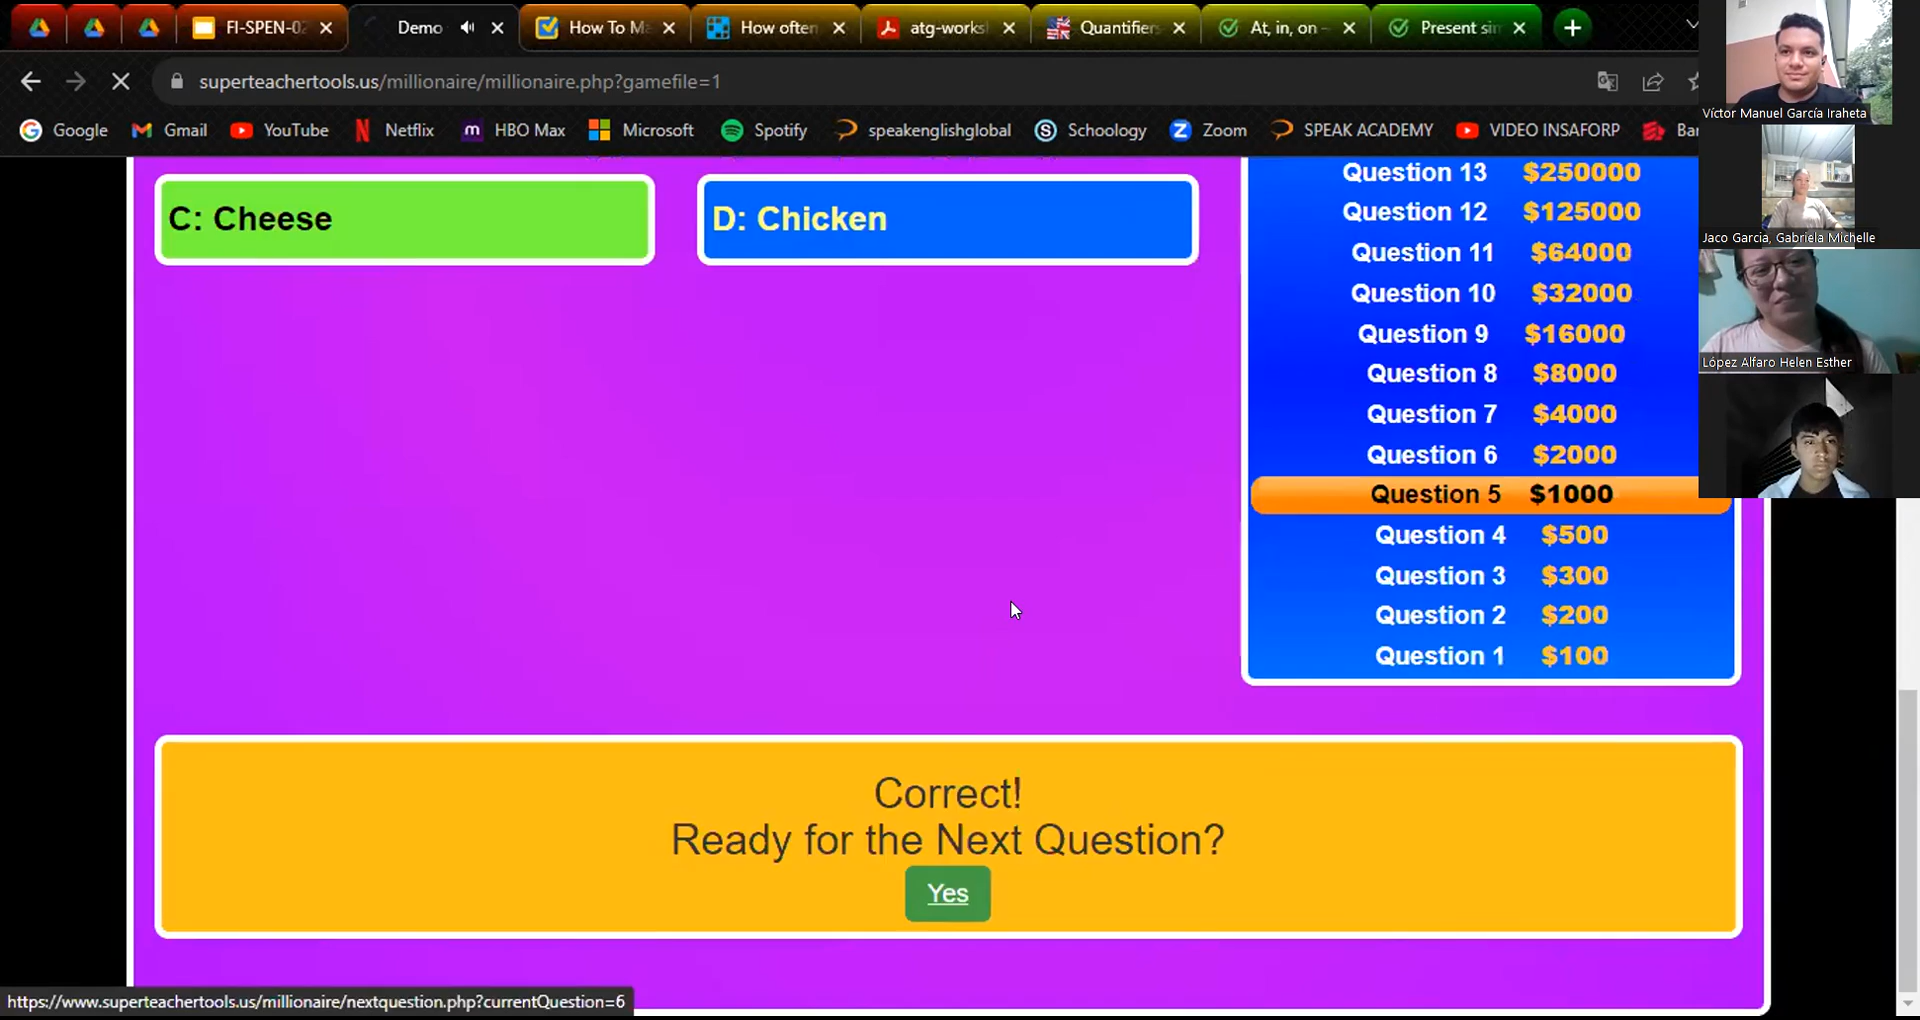 FI-SPEN-02
Demo
How To Ma
How often
atg-works
Quantifiers
At, in, on –
Present sim
superteachertools.us/millionaire/millionaire.php?gamefile=1
Google
Gmail
YouTube
Netflix
HBO Max
Microsoft
Spotify
speakenglishglobal
Schoology
Zoom
SPEAK ACADEMY
VIDEO INSAFORP
Ban
Víctor Manuel García Iraheta
Jaco Garcia, Gabriela Michelle
López Alfaro Helen Esther
C: Cheese
D: Chicken
Question 13 $250000
Question 12 $125000
Question 11 $64000
Question 10 $32000
Question 9 $16000
Question 8 $8000
Question 7 $4000
Question 6 $2000
Question 5 $1000
Question 4 $500
Question 3 $300
Question 2 $200
Question 1 $100
Correct!
Ready for the Next Question?
Yes
https://www.superteachertools.us/millionaire/nextquestion.php?currentQuestion=6